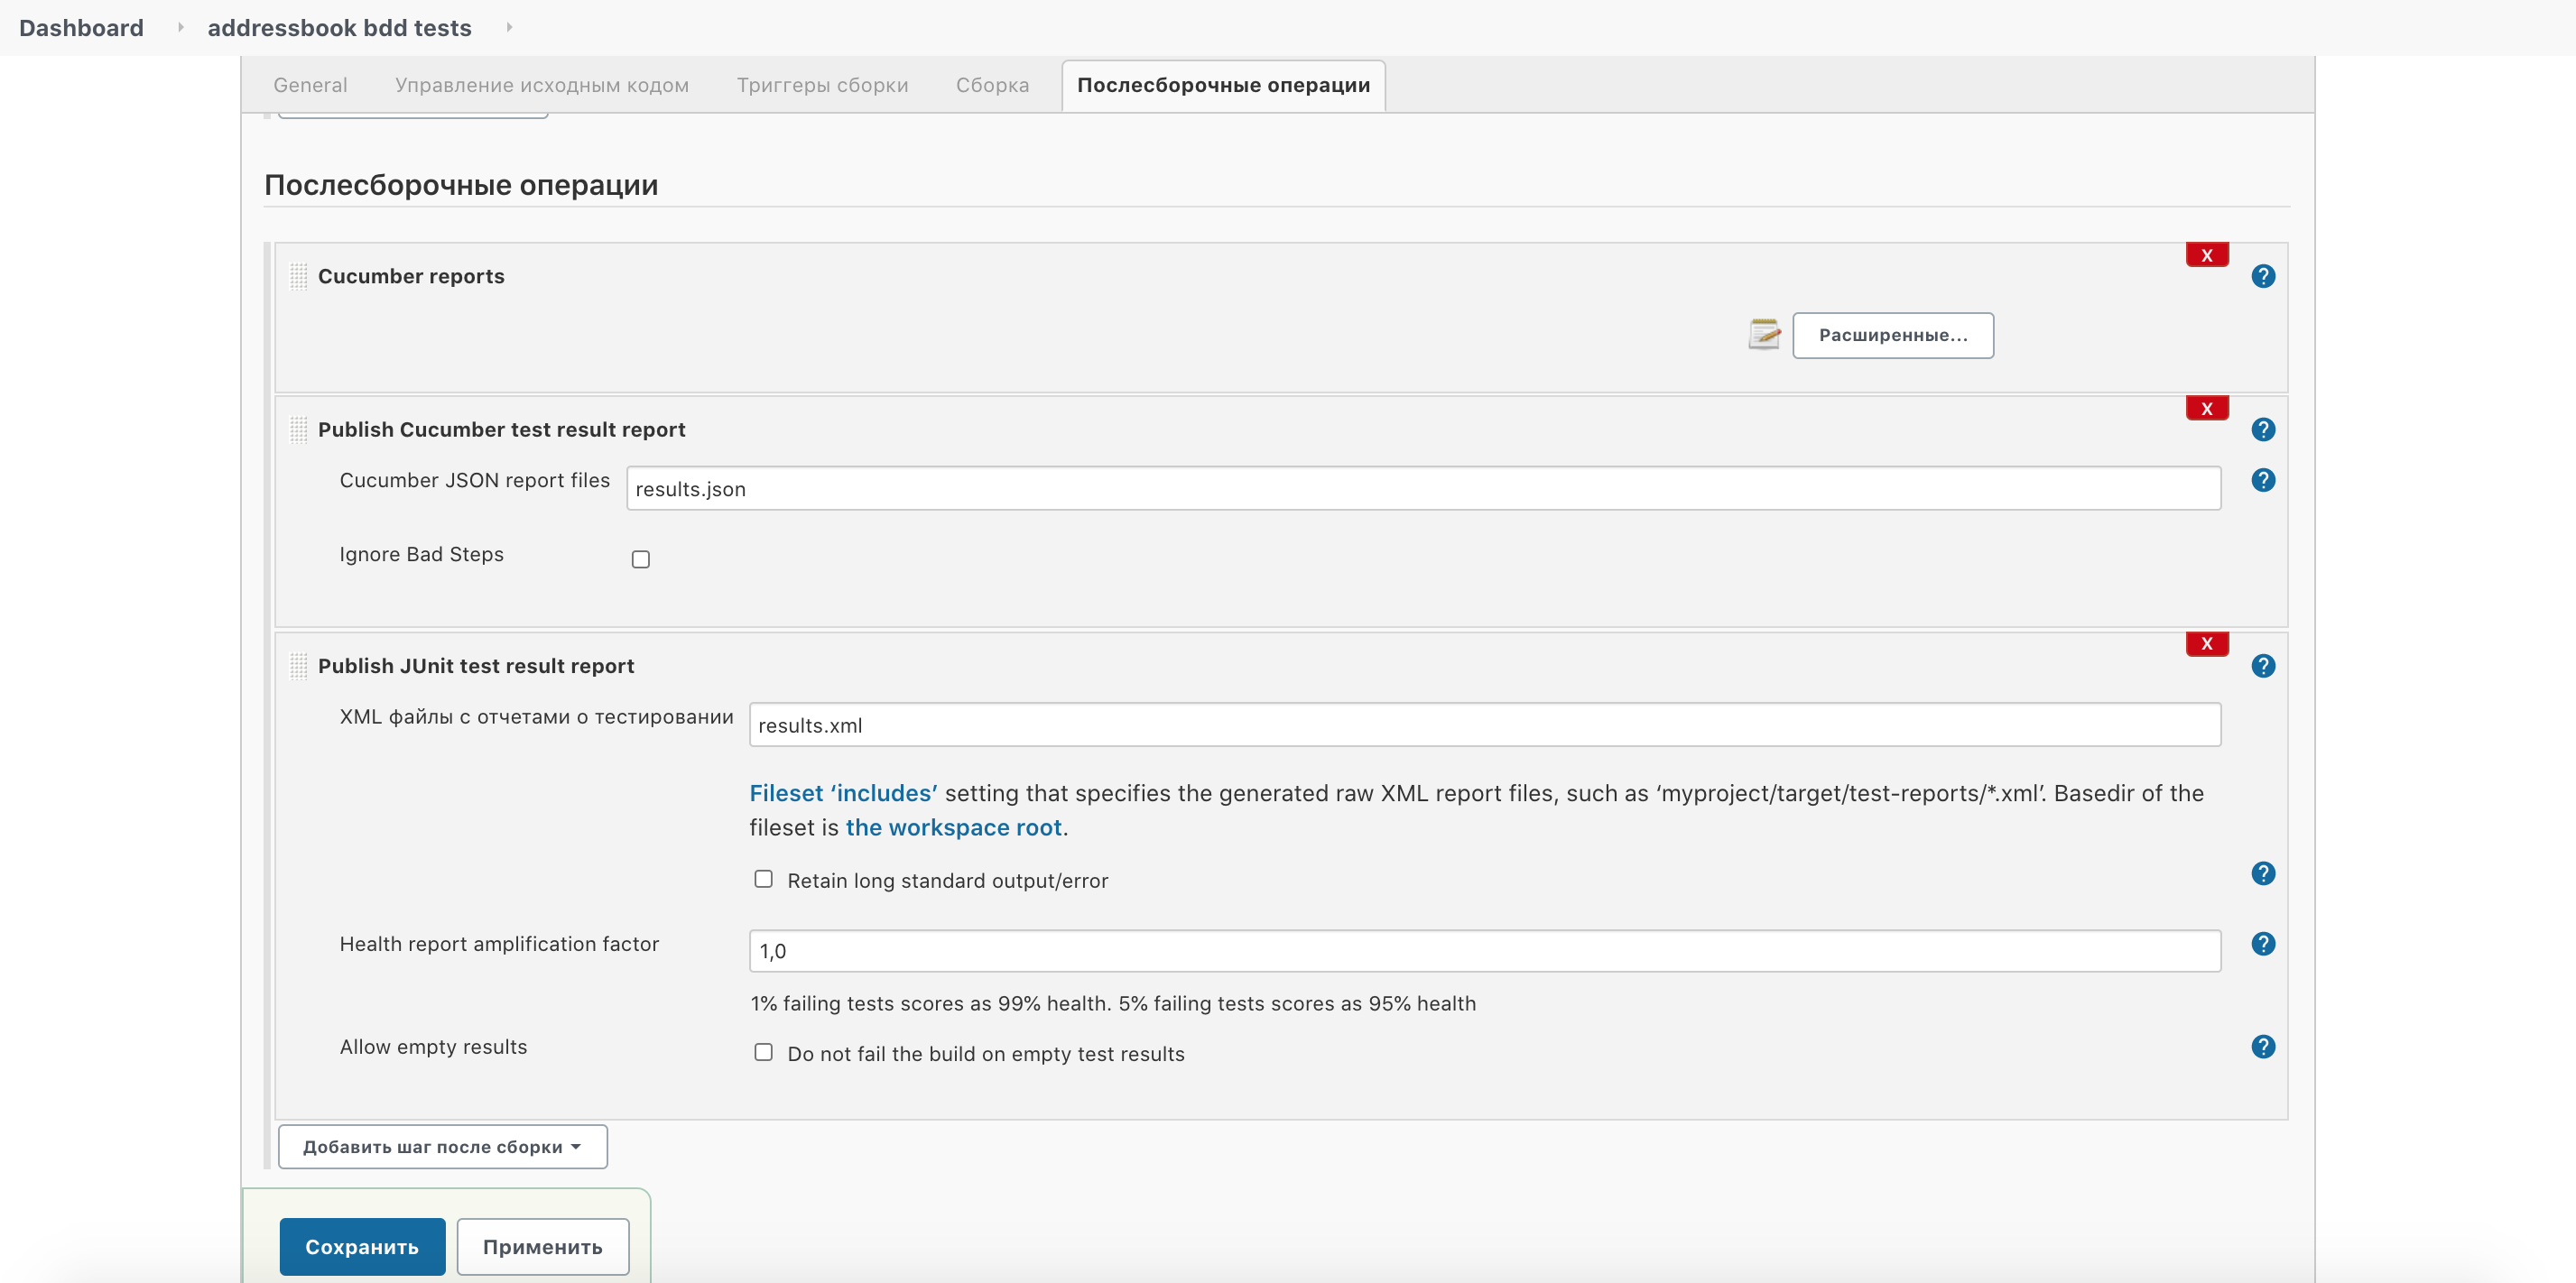 Dashboard addressbook bdd tests
General Управление исходным кодом Триггеры сборки Сборка Послесборочные операции
Послесборочные операции
X
Cucumber reports ?
Расширенные...
X
Publish Cucumber test result report ?
Cucumber JSON report files results.json ?
Ignore Bad Steps
X
Publish JUnit test result report ?
XML файлы с отчетами о тестировании results.xml
Fileset ‘includes’ setting that specifies the generated raw XML report files, such as ‘myproject/target/test-reports/*.xml’. Basedir of the
fileset is the workspace root.
Retain long standard output/error ?
Health report amplification factor 1,0 ?
1% failing tests scores as 99% health. 5% failing tests scores as 95% health
Allow empty results Do not fail the build on empty test results ?
Добавить шаг после сборки
Сохранить Применить